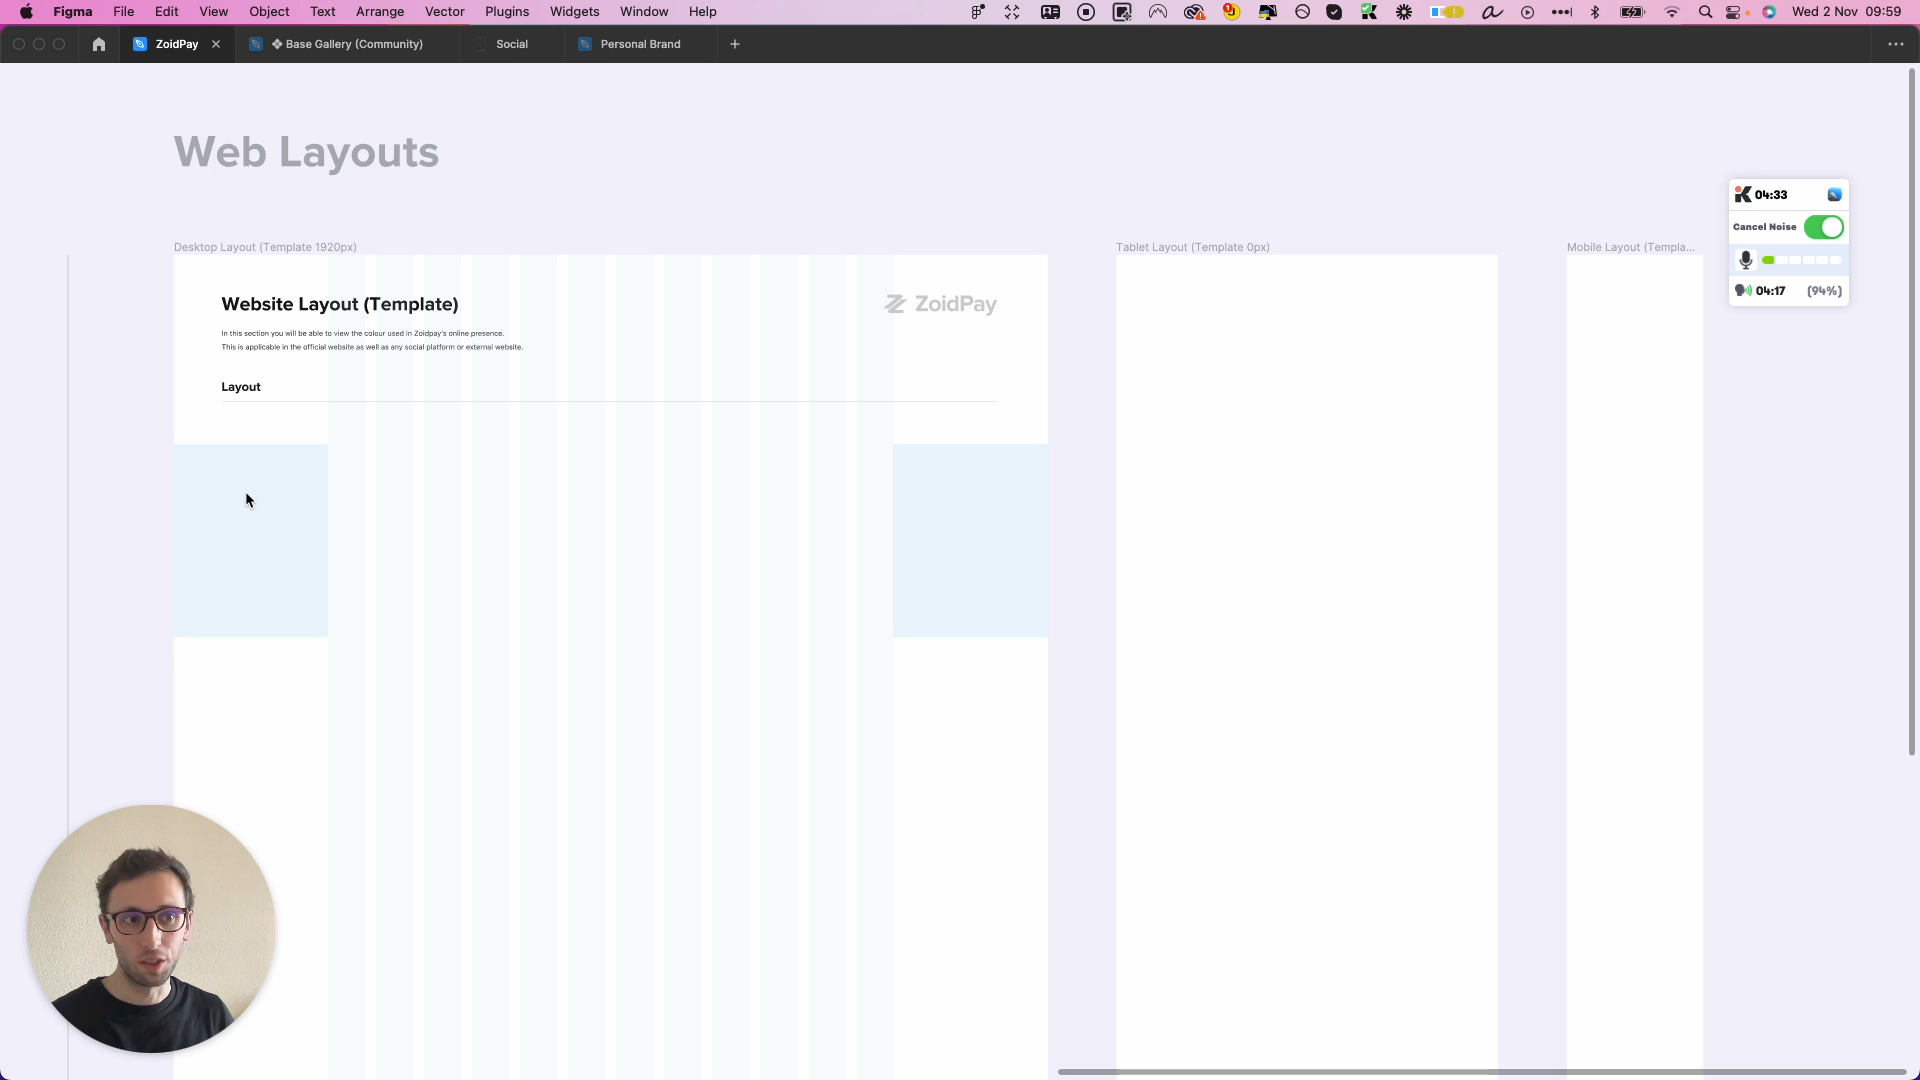 Figma File Edit View Object Text Arrange Vector Plugins Widgets Window Help Wed 2 Nov 09:59
ZoidPay Base Gallery (Community) Social Personal Brand
Web Layouts
04:33
Cancel Noise
04:17 (94%)
Desktop Layout (Template 1920px) Tablet Layout (Template 0px) Mobile Layout (Templa...
Website Layout (Template) ZoidPay
In this section you will be able to view the colour used in Zoidpay's online presence.
This is applicable in the official website as well as any social platform or external website.
Layout